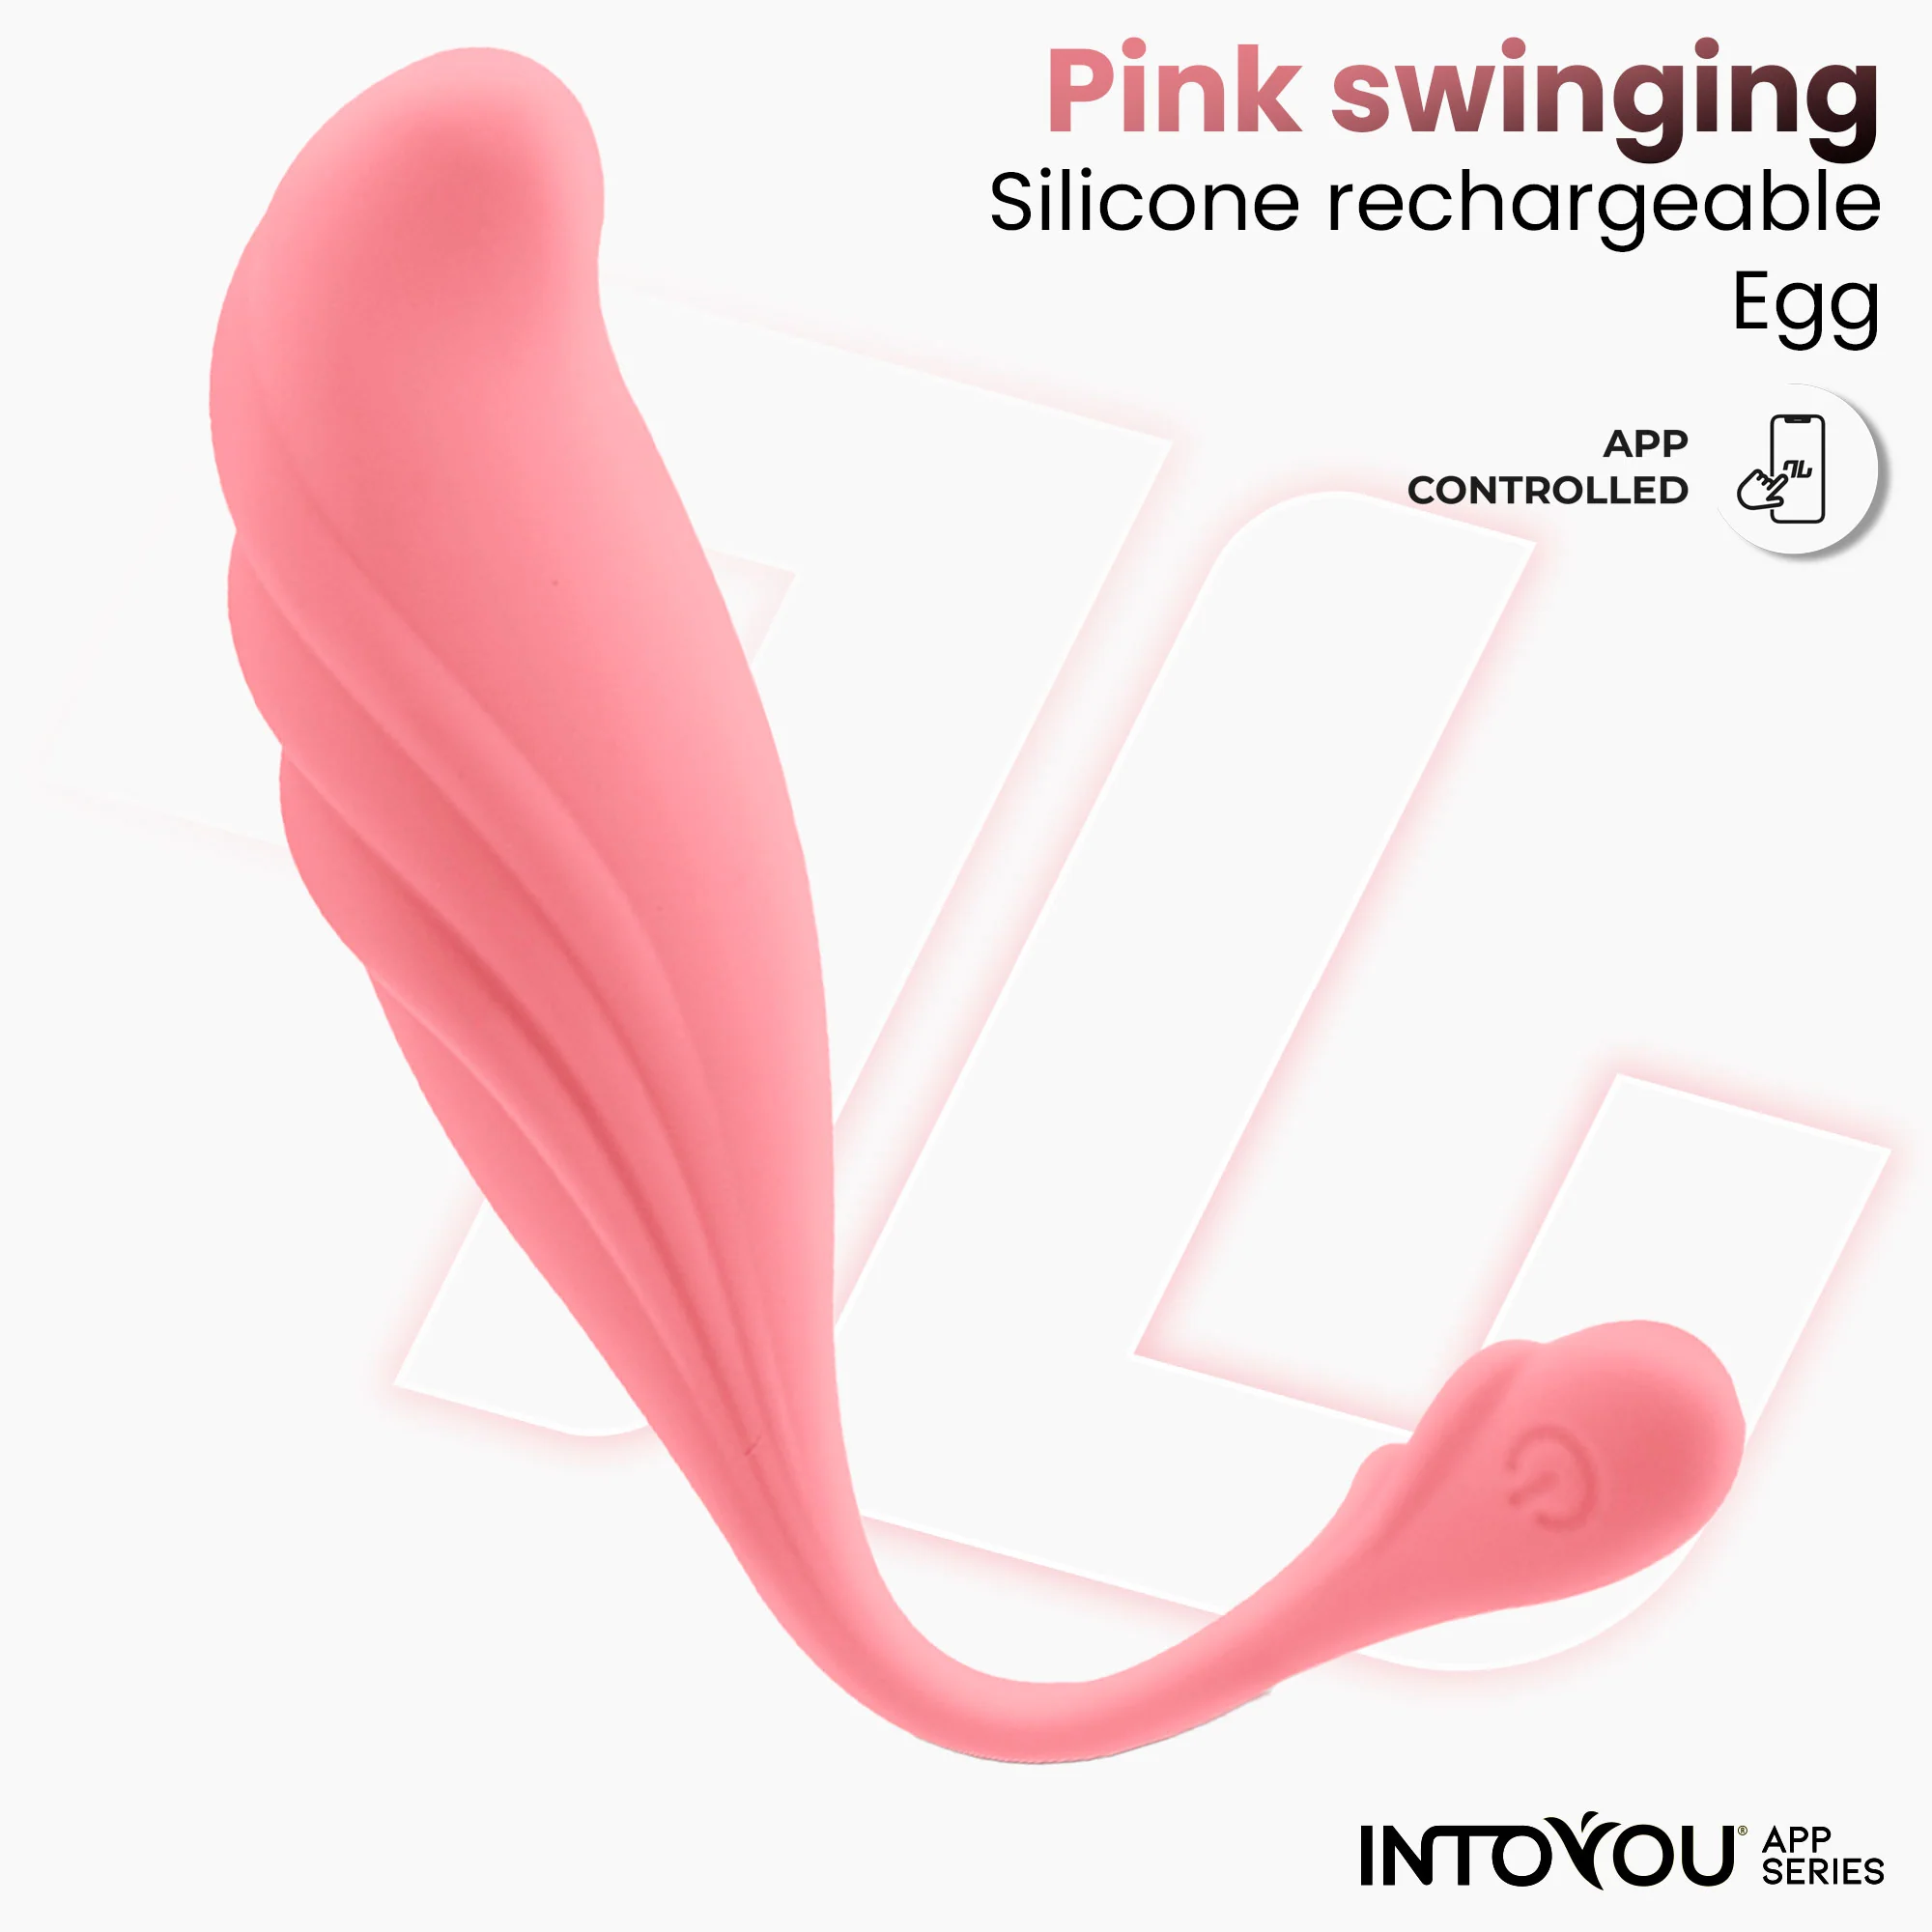 Pink swinging
Silicone rechargeable
Egg
APP
CONTROLLED
INTOYOU® APP
SERIES